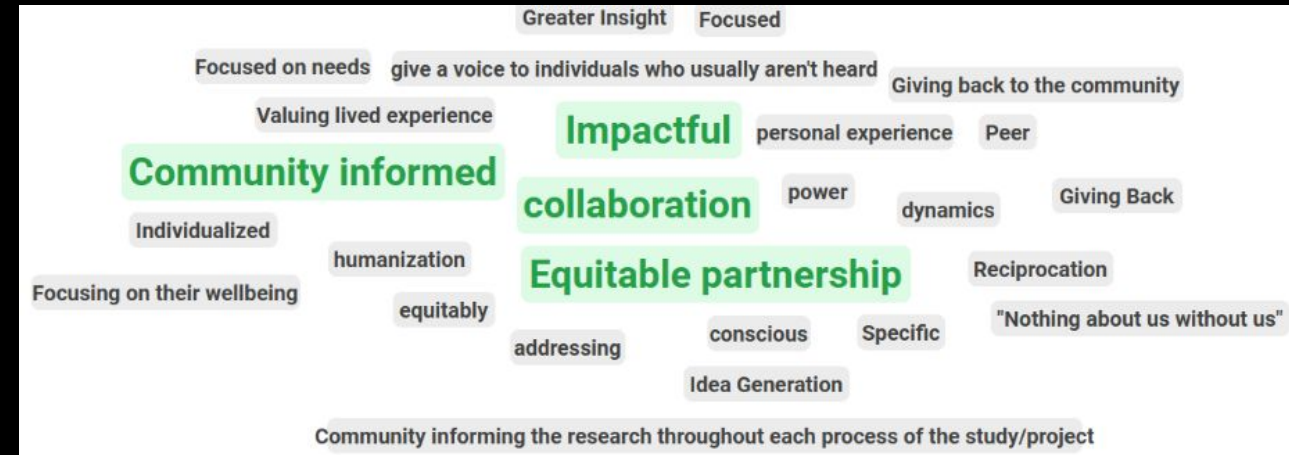 Greater Insight
Focused
Focused on needs
give a voice to individuals who usually aren't heard
Giving back to the community
Valuing lived experience
Impactful
personal experience
Peer
Community informed
collaboration
power
dynamics
Giving Back
Individualized
humanization
Equitable partnership
Reciprocation
Focusing on their wellbeing
equitably
"Nothing about us without us"
addressing
conscious
Specific
Idea Generation
Community informing the research throughout each process of the study/project